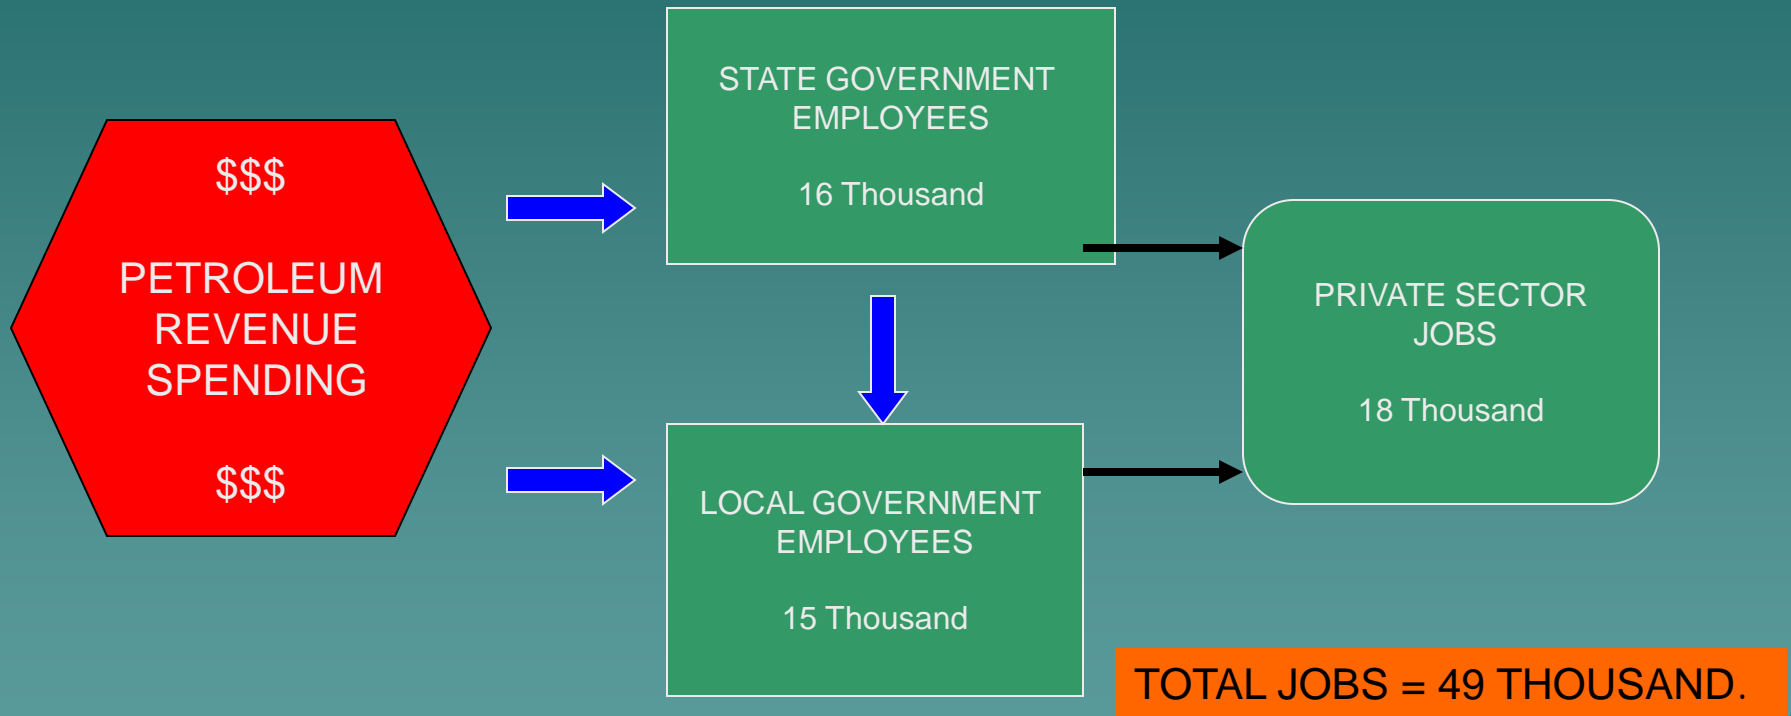 $$$
PETROLEUM
REVENUE
SPENDING
$$$
STATE GOVERNMENT
EMPLOYEES
16 Thousand
LOCAL GOVERNMENT
EMPLOYEES
15 Thousand
PRIVATE SECTOR
JOBS
18 Thousand
TOTAL JOBS = 49 THOUSAND.